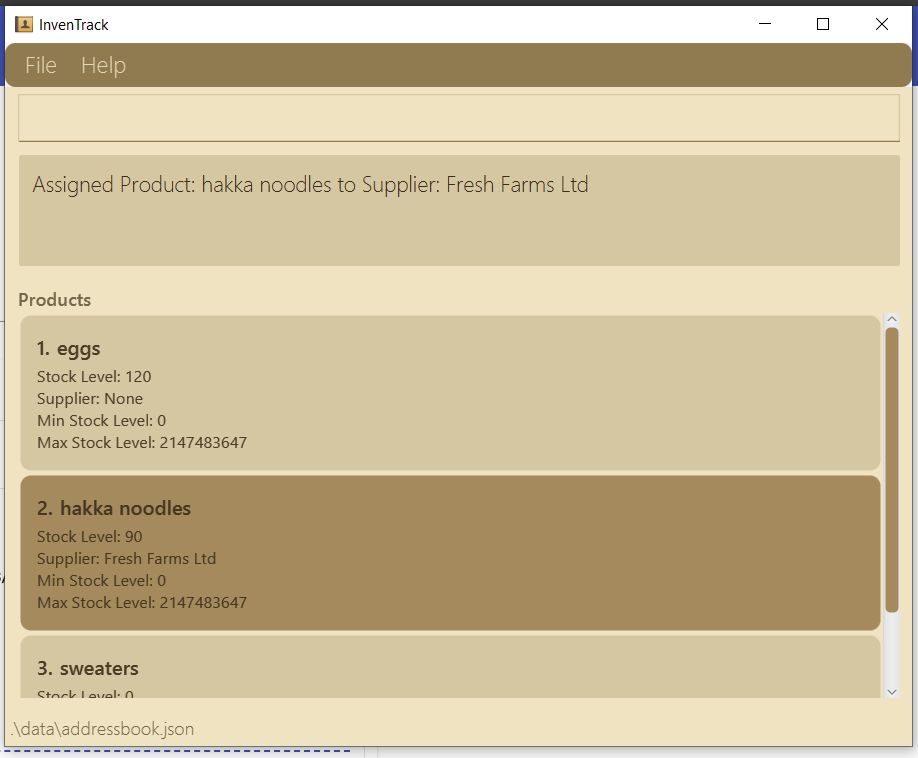 InvenTrack
File Help
Assigned Product: hakka noodles to Supplier: Fresh Farms Ltd
Products
1. eggs
Stock Level: 120
Supplier: None
Min Stock Level: 0
Max Stock Level: 2147483647
2. hakka noodles
Stock Level: 90
Supplier: Fresh Farms Ltd
Min Stock Level: 0
Max Stock Level: 2147483647
3. sweaters
Stock Level: 0
.\data\addressbook.json